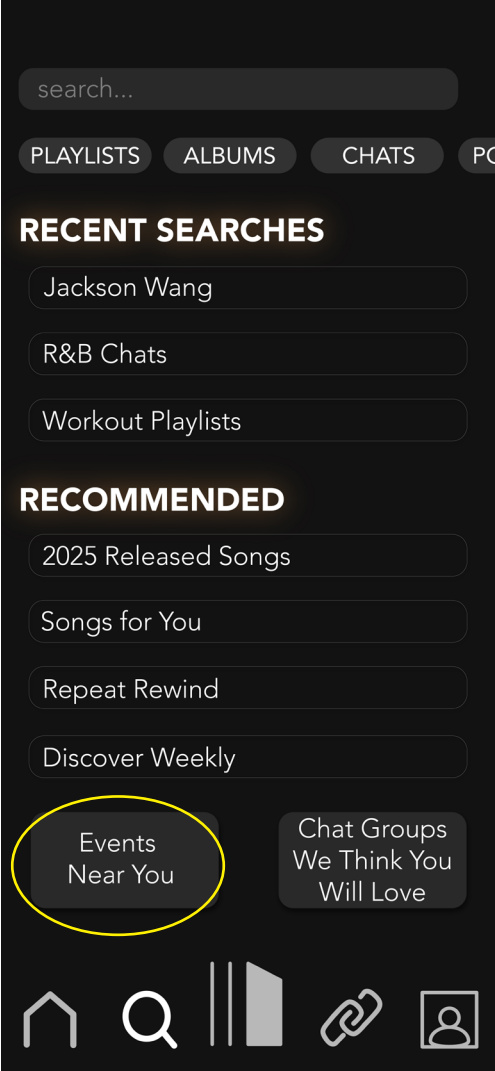 search...
PLAYLISTS ALBUMS CHATS
RECENT SEARCHES
Jackson Wang
R&B Chats
Workout Playlists
RECOMMENDED
2025 Released Songs
Songs for You
Repeat Rewind
Discover Weekly
Events
Near You
Chat Groups
We Think You
Will Love